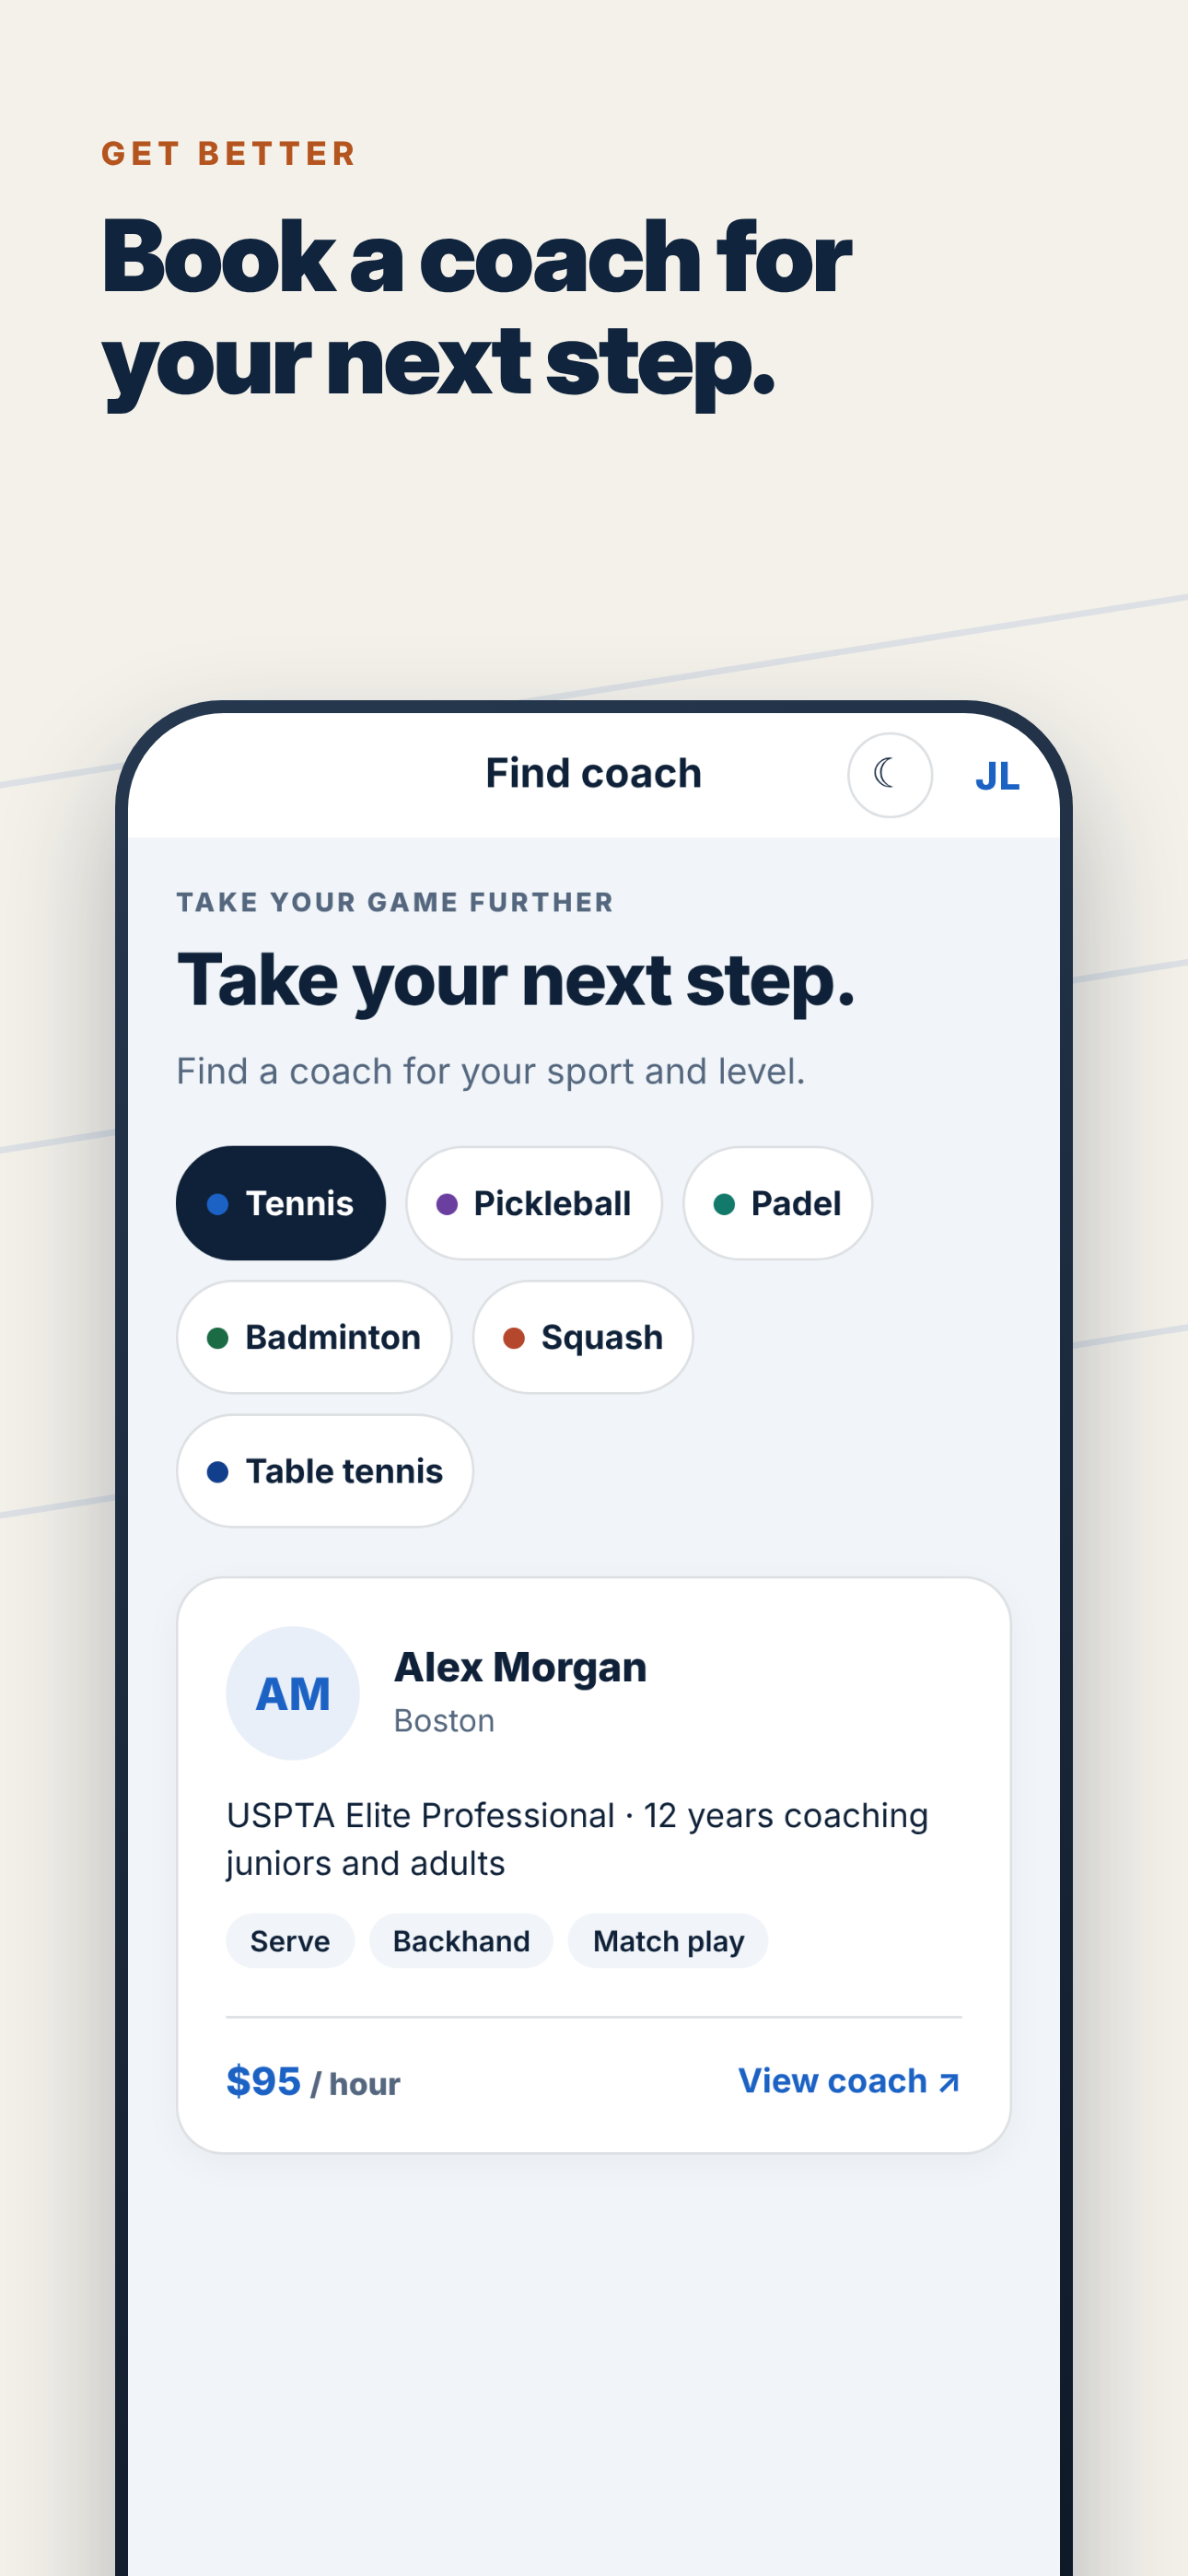 GET BETTER
Book a coach for
your next step.
Find coach
JL
TAKE YOUR GAME FURTHER
Take your next step.
Find a coach for your sport and level.
Tennis
Pickleball
Padel
Badminton
Squash
Table tennis
AM
Alex Morgan
Boston
USPTA Elite Professional · 12 years coaching
juniors and adults
Serve
Backhand
Match play
$95 / hour
View coach ↗